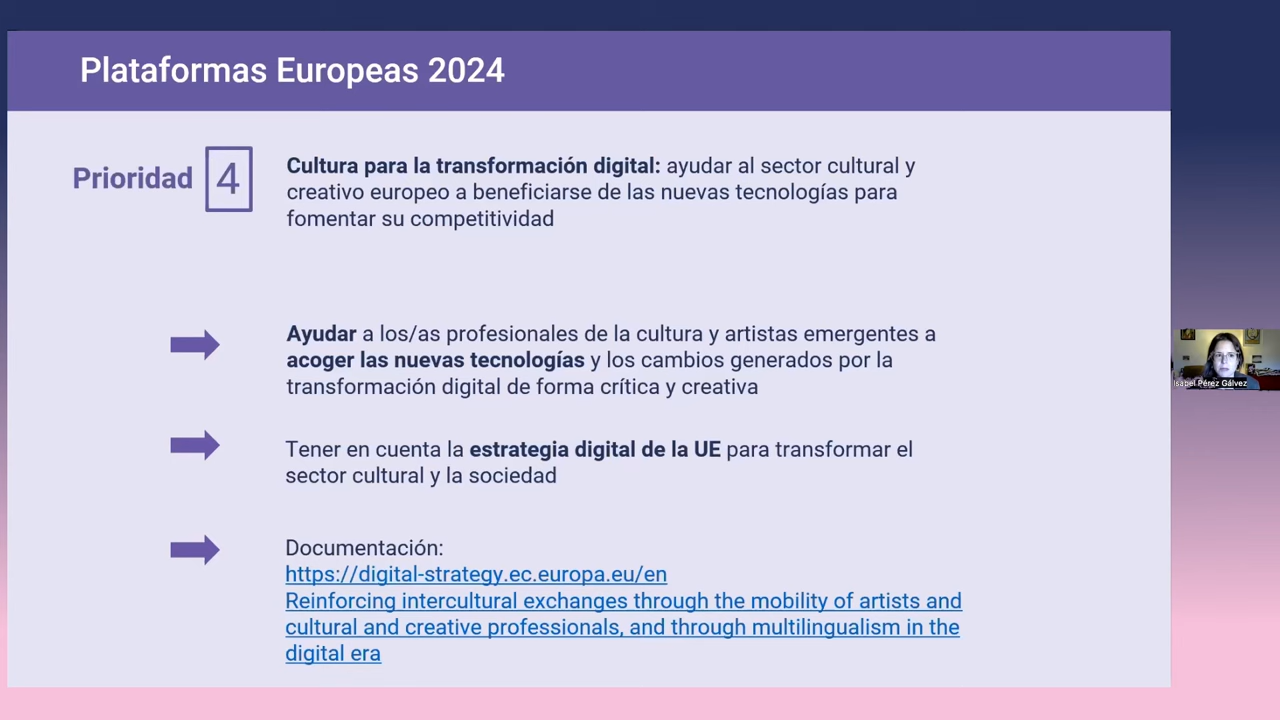 Plataformas Europeas 2024
Prioridad 4
Cultura para la transformación digital: ayudar al sector cultural y
creativo europeo a beneficiarse de las nuevas tecnologías para
fomentar su competitividad
Ayudar a los/as profesionales de la cultura y artistas emergentes a
acoger las nuevas tecnologías y los cambios generados por la
transformación digital de forma crítica y creativa
Tener en cuenta la estrategia digital de la UE para transformar el
sector cultural y la sociedad
Documentación:
https://digital-strategy.ec.europa.eu/en
Reinforcing intercultural exchanges through the mobility of artists and
cultural and creative professionals, and through multilingualism in the
digital era
Isabel Pérez Gálvez